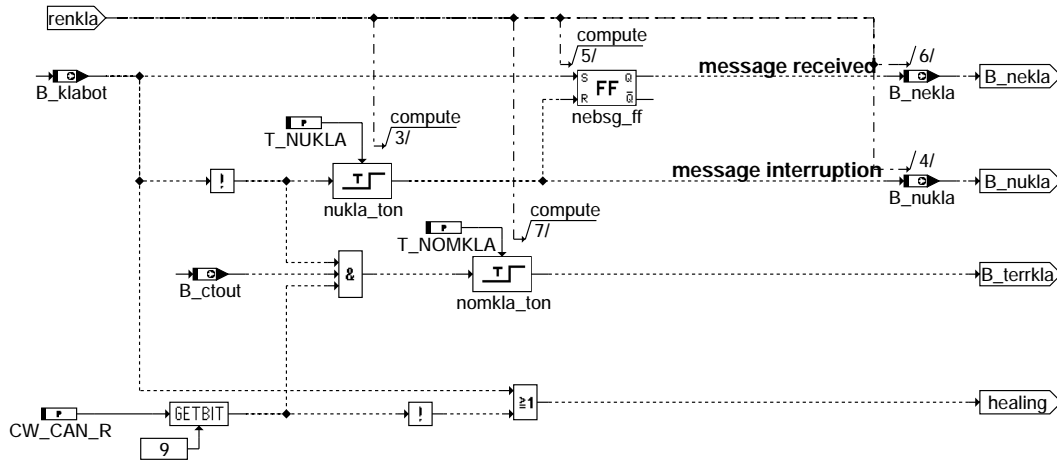 renkla
compute
5/
6/
message received
S Q
FF
R Q
B_klabot
nebsg_ff
B_nekla
B_nekla
P
T_NUKLA
compute
3/
message interruption
4/
!
T
nukla_ton
B_nukla
B_nukla
compute
7/
P
T_NOMKLA
B_ctout
&
T
nomkla_ton
B_terrkla
≥1
healing
P
CW_CAN_R
GETBIT
!
9